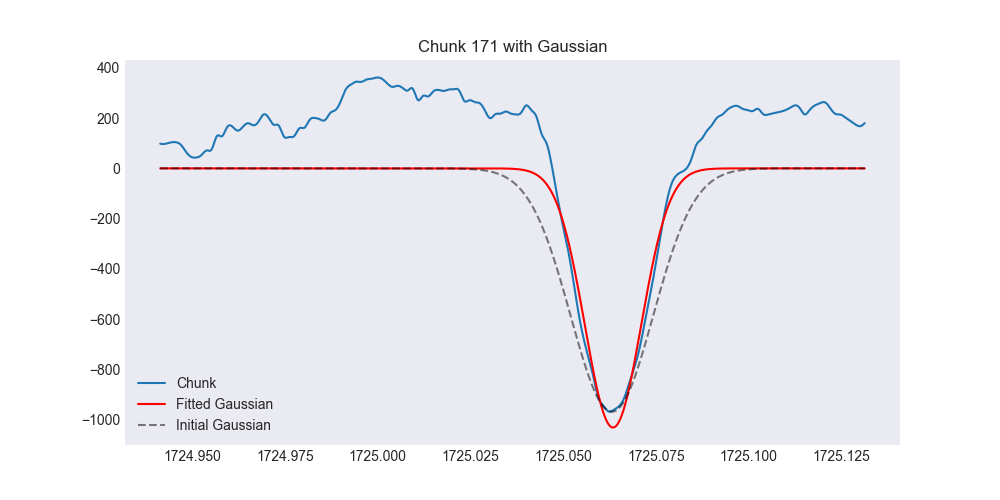 Chunk 171 with Gaussian
400
200
0
−200
−400
−600
−800
−1000
Chunk
Fitted Gaussian
Initial Gaussian
1724.950 1724.975 1725.000 1725.025 1725.050 1725.075 1725.100 1725.125